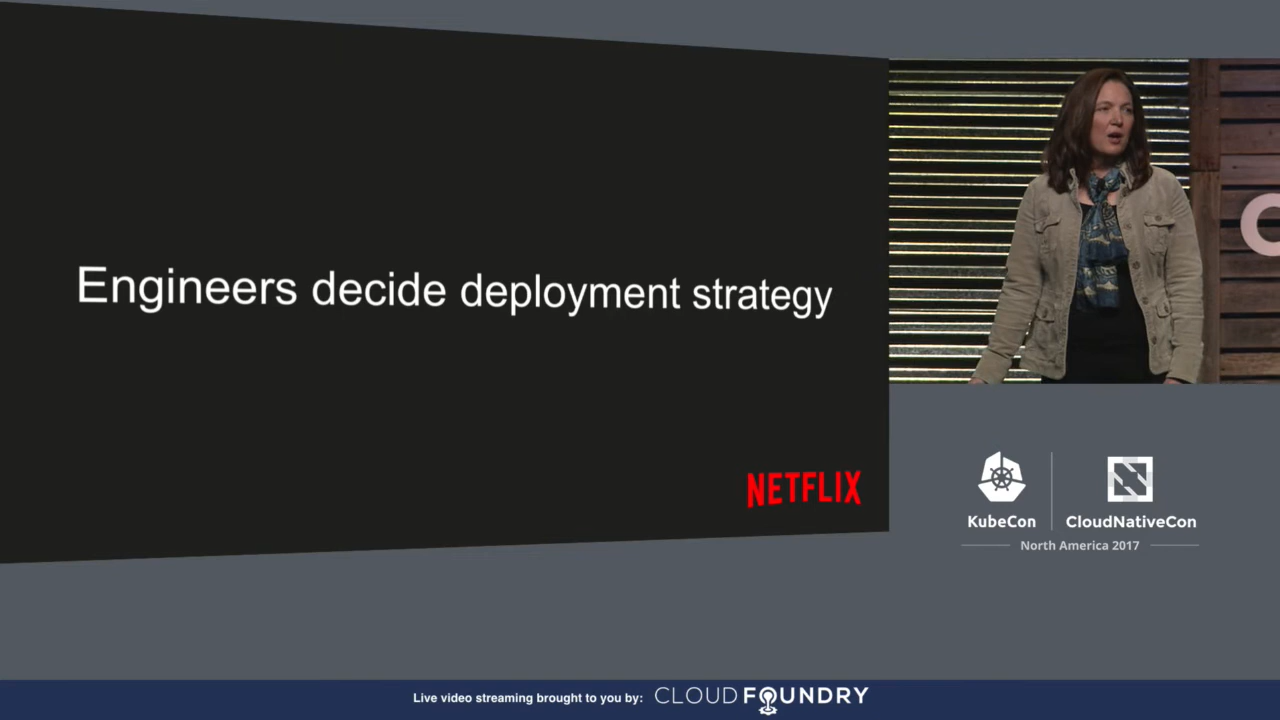 Engineers decide deployment strategy
NETFLIX
KubeCon
CloudNativeCon
North America 2017
Live video streaming brought to you by: CLOUD FOUNDRY